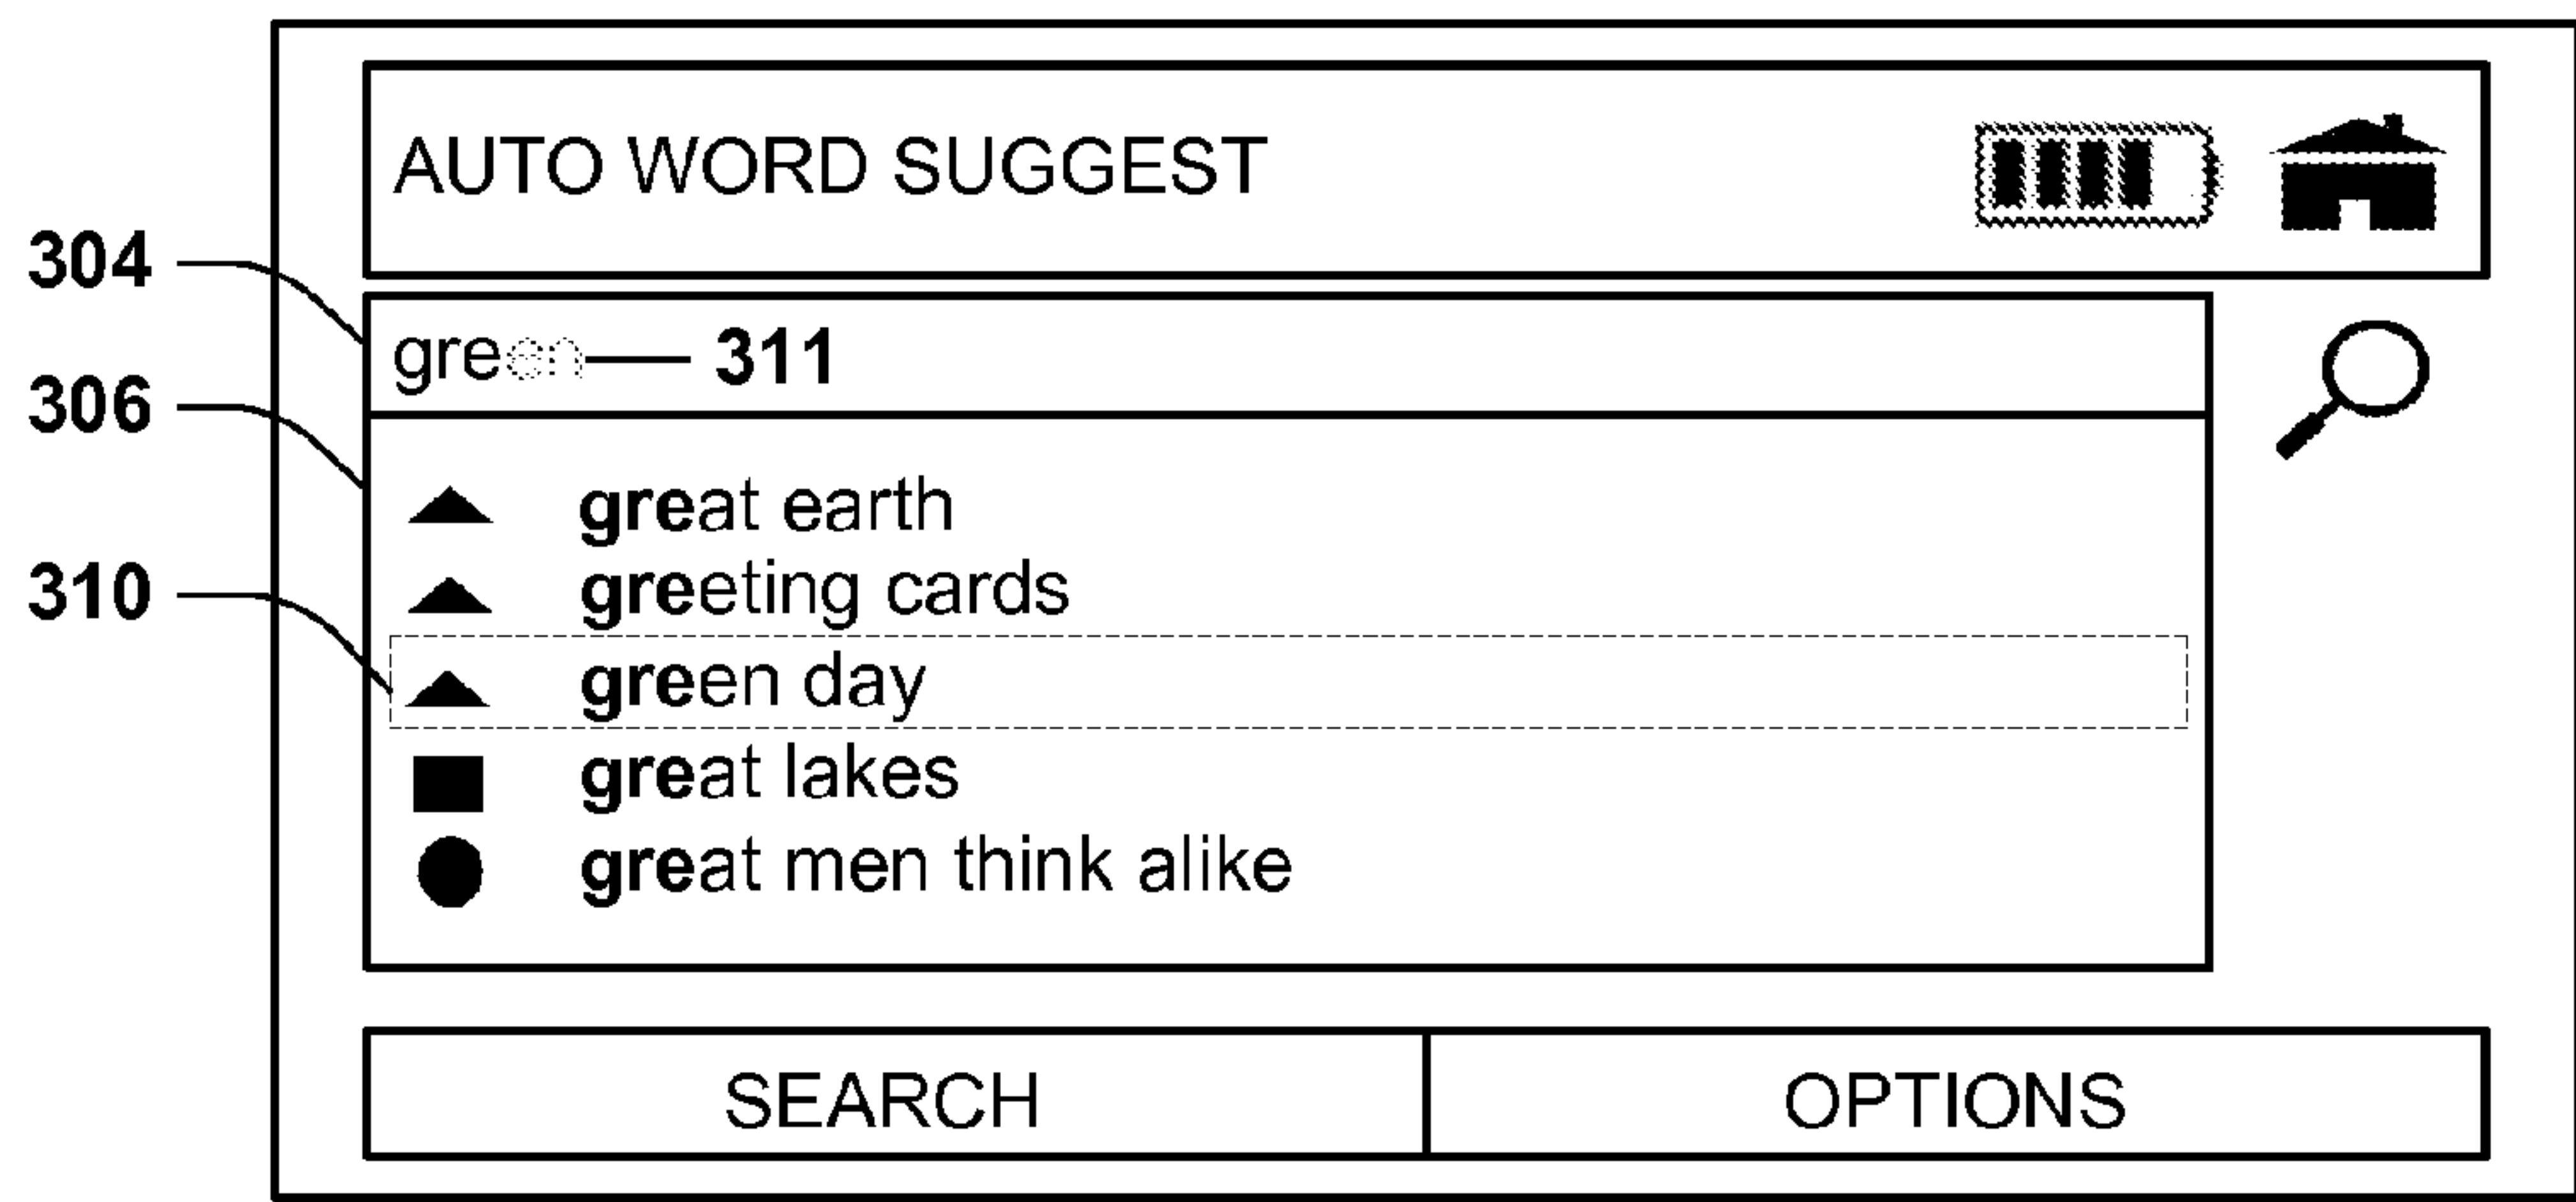 AUTO WORD SUGGEST
304
green 311
306
great earth
greeting cards
310
green day
great lakes
great men think alike
SEARCH OPTIONS